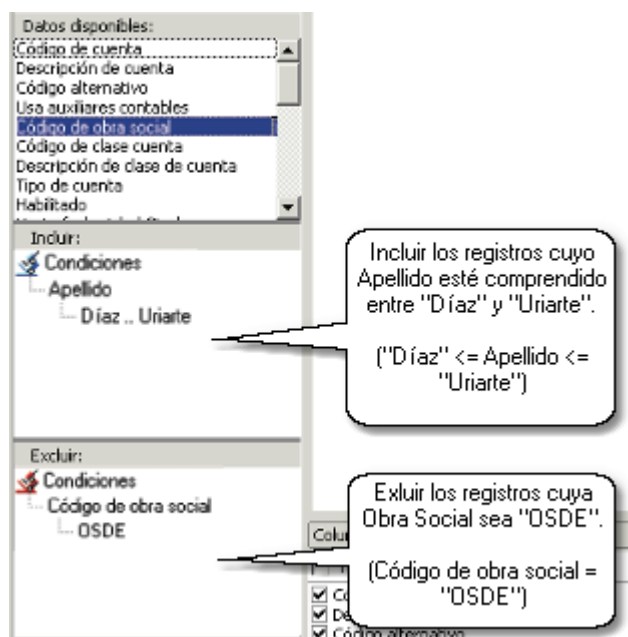 Datos disponibles:
Código de cuenta
Descripción de cuenta
Código alternativo
Usa auxiliares contables
Código de obra social
Código de clase cuenta
Descripción de clase de cuenta
Tipo de cuenta
Habilitado
Incluir:
Condiciones
Apellido
Díaz .. Uriarte
Incluir los registros cuyo
Apellido esté comprendido
entre "Díaz" y "Uriarte".
("Díaz" <= Apellido <=
"Uriarte")
Excluir:
Condiciones
Código de obra social
OSDE
Exluir los registros cuya
Obra Social sea "OSDE".
(Código de obra social =
"OSDE")
Código alternativo